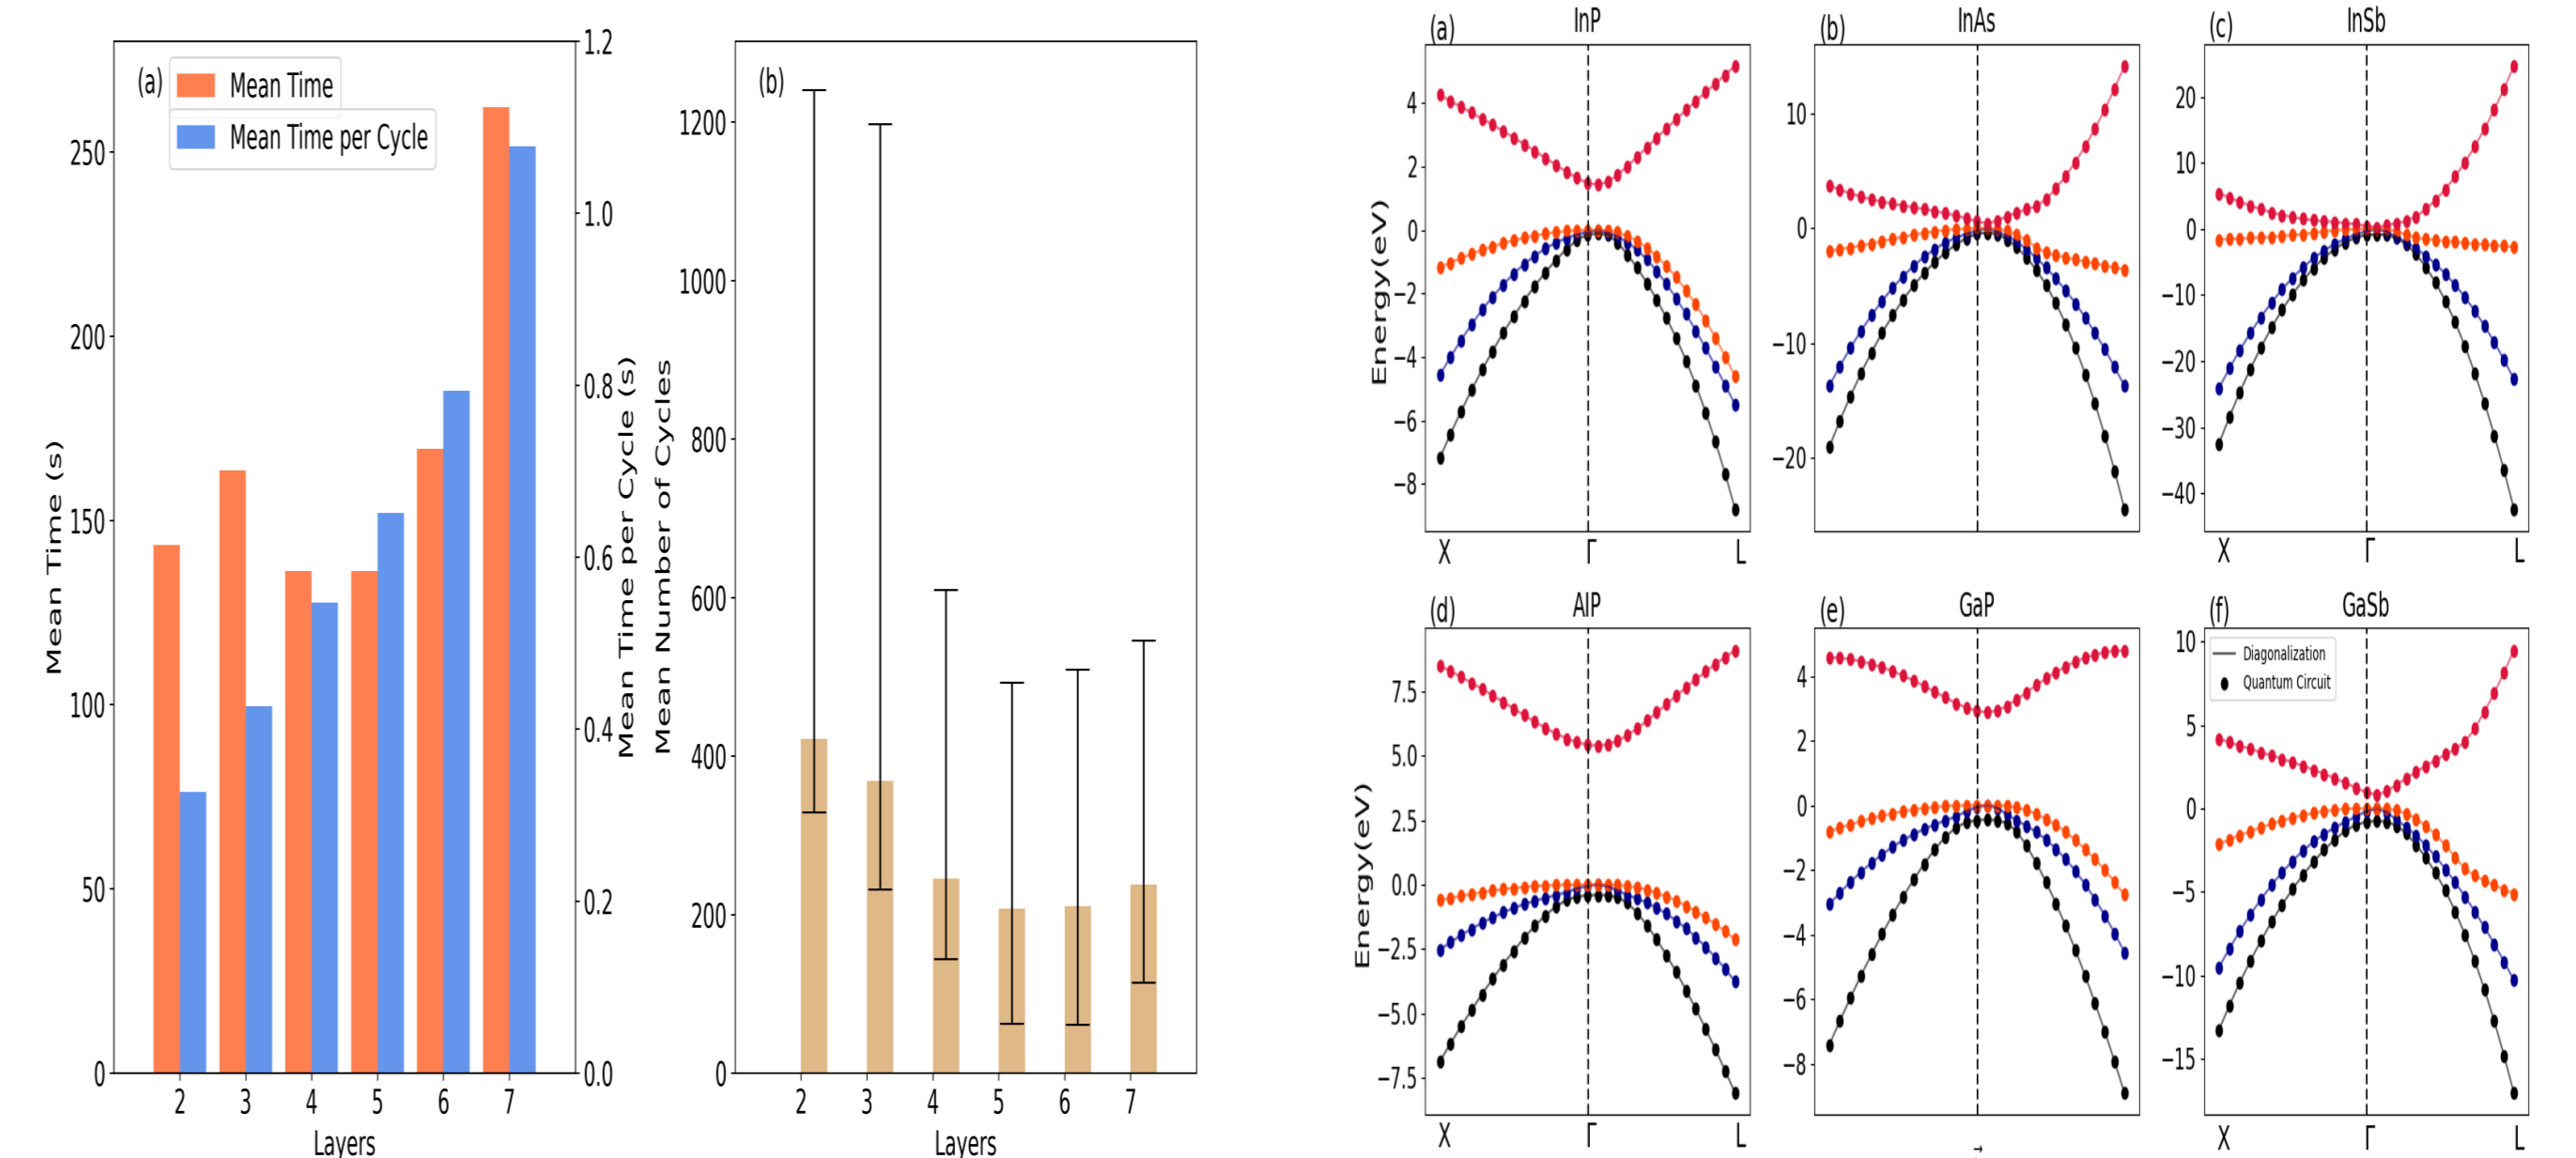 (a)
Mean Time
Mean Time per Cycle
Mean Time (s)
250
200
150
100
50
0
1.2
1.0
0.8
0.6
0.4
0.2
0.0
Mean Time per Cycle (s)
2 3 4 5 6 7
Layers
(b)
Mean Number of Cycles
1200
1000
800
600
400
200
0
2 3 4 5 6 7
Layers
(a) InP
Energy(eV)
4
2
0
−2
−4
−6
−8
X Γ L
(b) InAs
10
0
−10
−20
(c) InSb
20
10
0
−10
−20
−30
−40
X Γ L
(d) AlP
Energy(eV)
7.5
5.0
2.5
0.0
−2.5
−5.0
−7.5
X Γ L
(e) GaP
4
2
0
−2
−4
−6
−8
→
(f) GaSb
Diagonalization
Quantum Circuit
10
5
0
−5
−10
−15
X Γ L